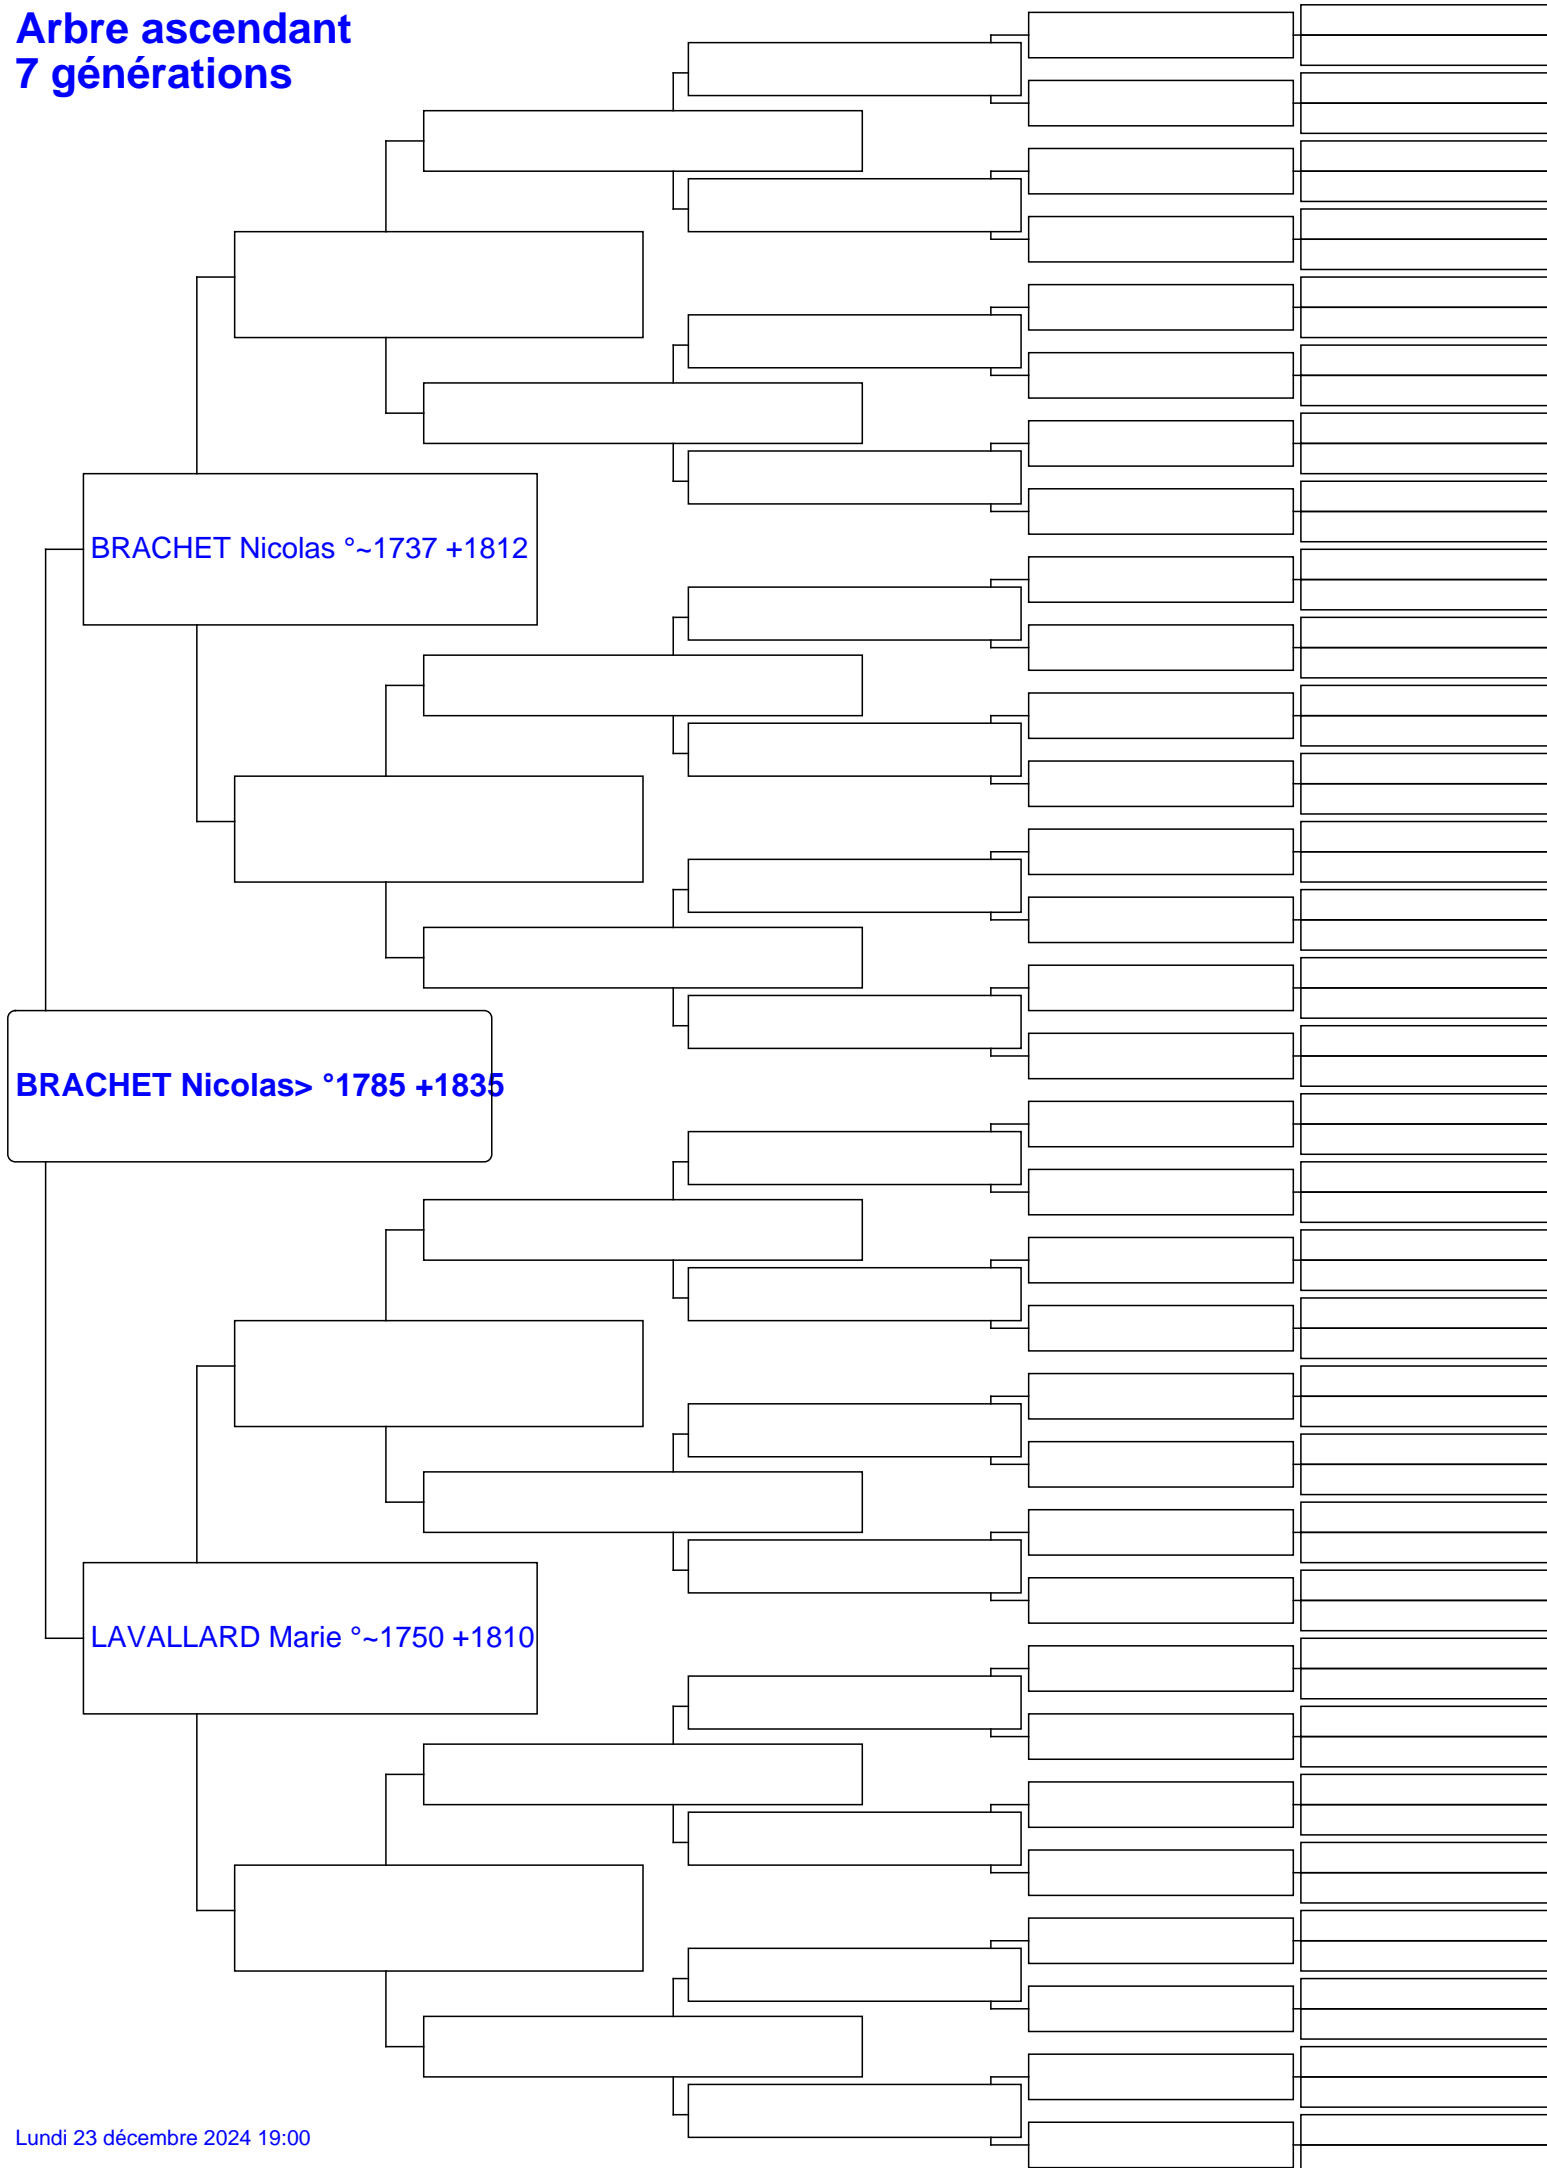 Arbre ascendant
7 générations
BRACHET Nicolas °~1737 +1812
BRACHET Nicolas> °1785 +1835
LAVALLARD Marie °~1750 +1810
Lundi 23 décembre 2024 19:00